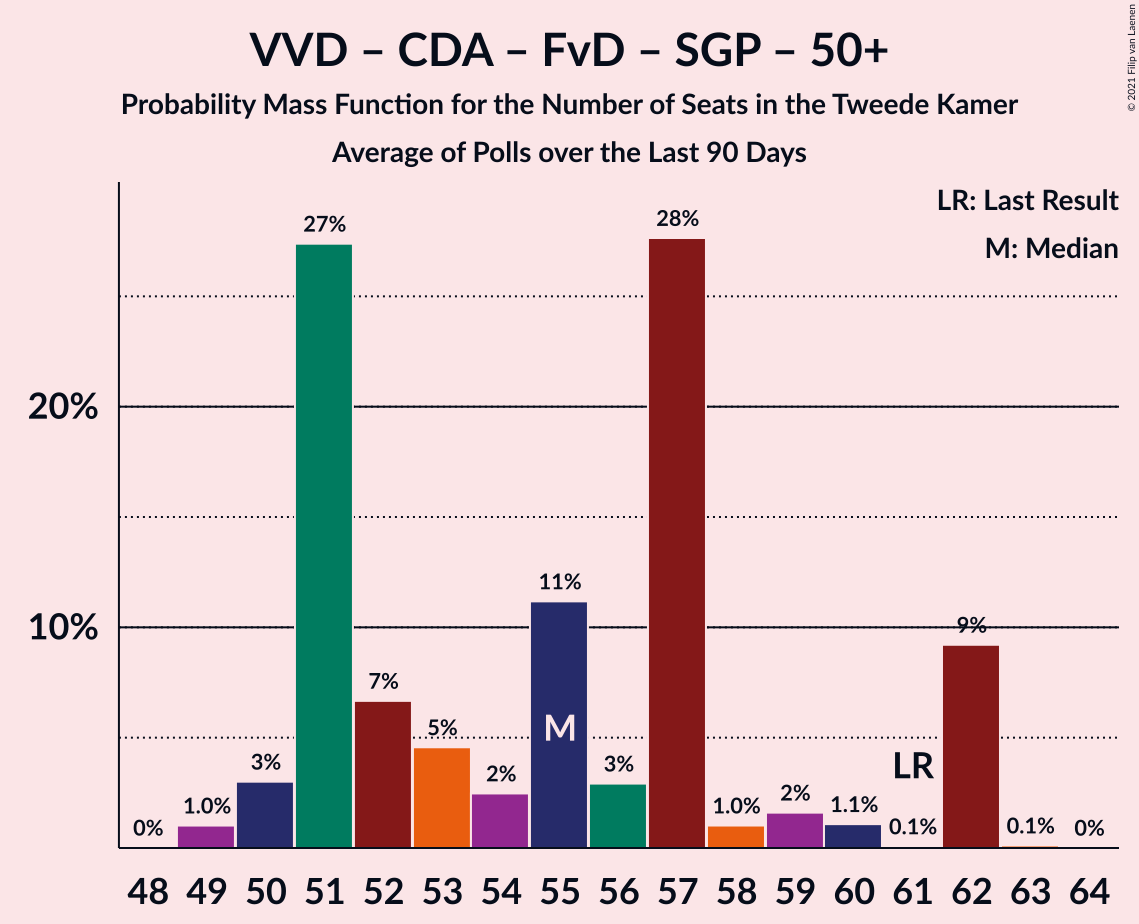 VVD – CDA – FvD – SGP – 50+
Probability Mass Function for the Number of Seats in the Tweede Kamer
Average of Polls over the Last 90 Days
© 2021 Filip van Laenen
LR: Last Result
M: Median
20%
10%
0%
1.0%
3%
27%
7%
5%
2%
11%
3%
28%
1.0%
2%
1.1%
0.1%
9%
0.1%
0%
M
LR
48 49 50 51 52 53 54 55 56 57 58 59 60 61 62 63 64